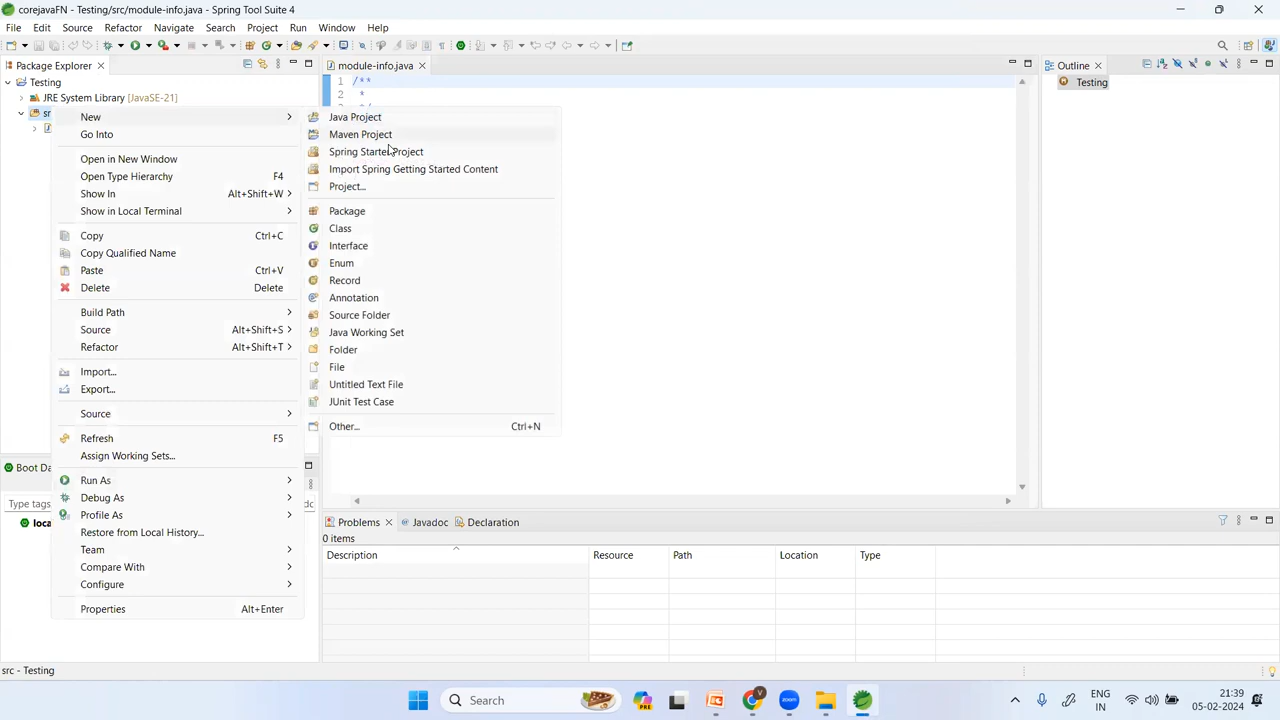 corejavaFN - Testing/src/module-info.java - Spring Tool Suite 4
File Edit Source Refactor Navigate Search Project Run Window Help
Package Explorer
Testing
JRE System Library [JavaSE-21]
module-info.java
1 /**
2 *
Outline
Testing
New
Go Into
Open in New Window
Open Type Hierarchy F4
Show In Alt+Shift+W
Show in Local Terminal
Copy Ctrl+C
Copy Qualified Name
Paste Ctrl+V
Delete Delete
Build Path
Source Alt+Shift+S
Refactor Alt+Shift+T
Import...
Export...
Source
Refresh F5
Assign Working Sets...
Run As
Debug As
Profile As
Restore from Local History...
Team
Compare With
Configure
Properties Alt+Enter
Java Project
Maven Project
Spring Starter Project
Import Spring Getting Started Content
Project...
Package
Class
Interface
Enum
Record
Annotation
Source Folder
Java Working Set
Folder
File
Untitled Text File
JUnit Test Case
Other... Ctrl+N
Boot Da
Type tags,
loca
Problems Javadoc Declaration
0 items
Description Resource Path Location Type
src - Testing
Search
ENG
IN
21:39
05-02-2024